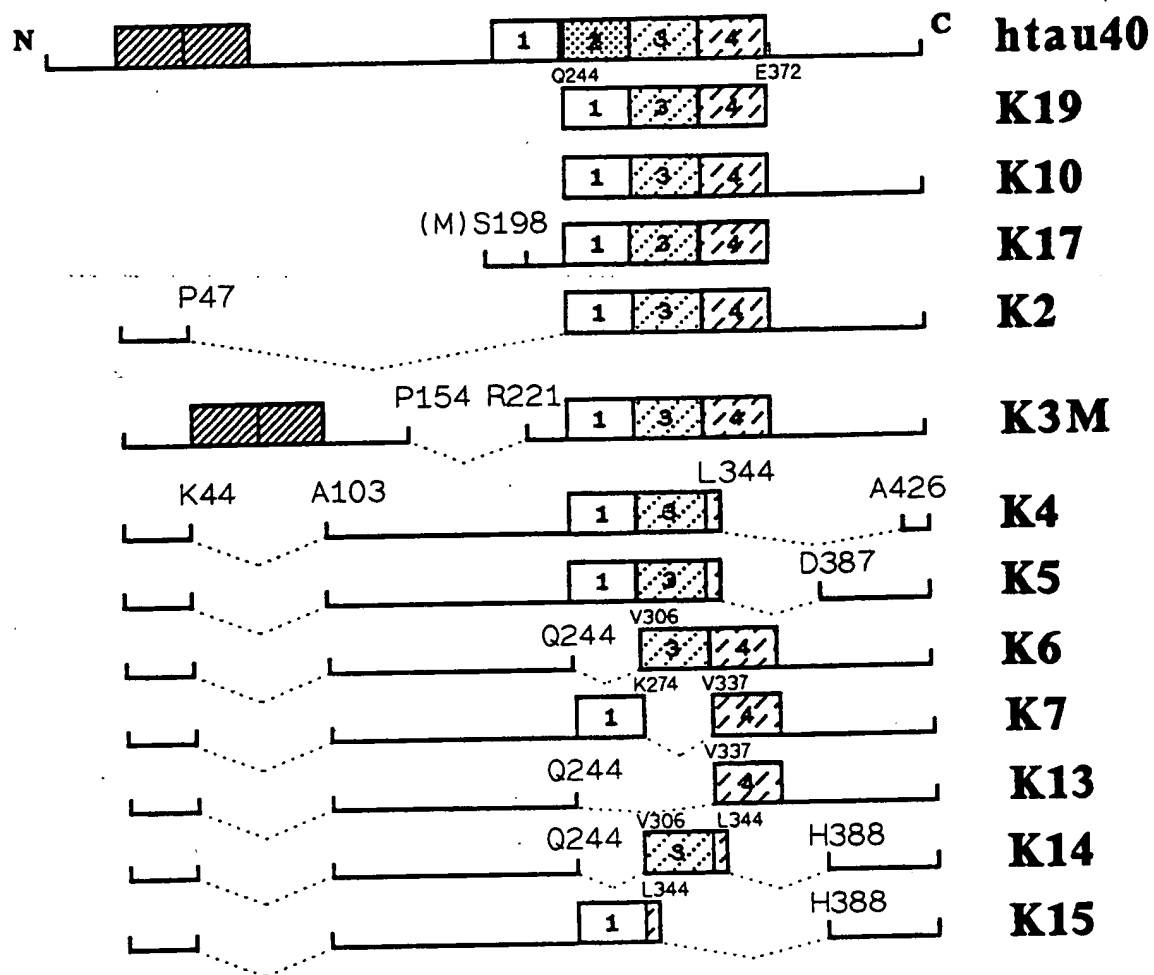 N 1 2 3 4 C htau40
Q244 E372
1 3 4 K19
1 3 4 K10
(M) S198 1 3 4 K17
P47 1 3 4 K2
P154 R221 1 3 4 K3M
K44 A103 1 3 L344 A426 K4
1 3 D387 K5
Q244 V306 3 4 K6
1 K274 V337 4 K7
Q244 V337 4 K13
Q244 V306 3 L344 H388 K14
1 L344 H388 K15